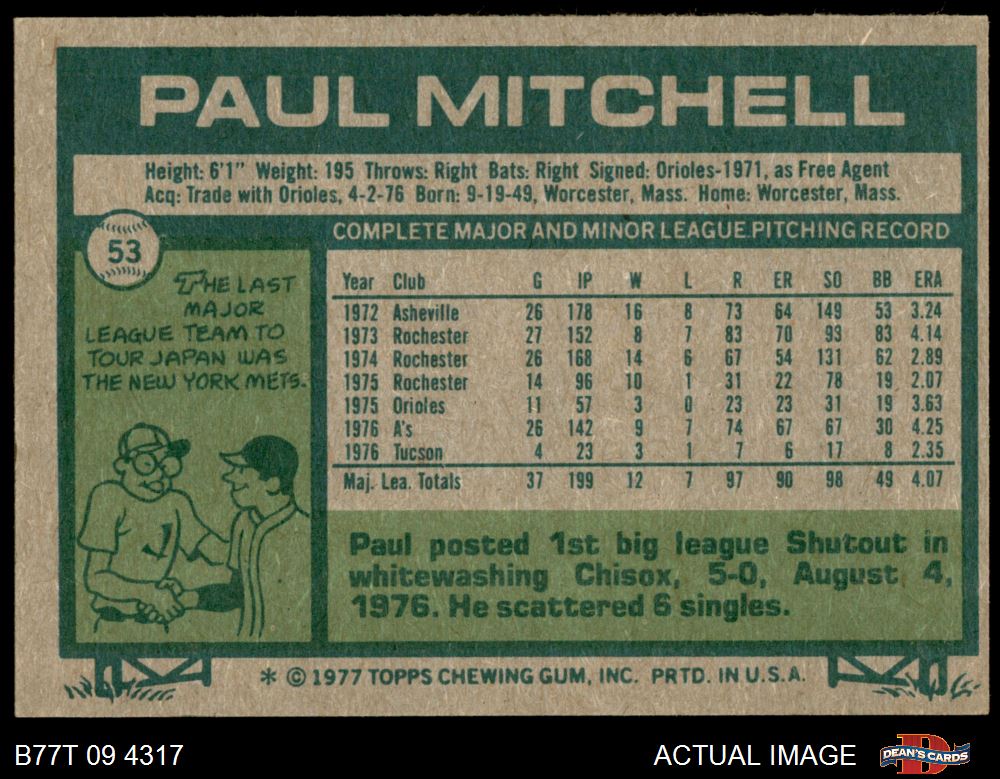 PAUL MITCHELL
Height: 6'1" Weight: 195 Throws: Right Bats: Right Signed: Orioles-1971, as Free Agent
Acq: Trade with Orioles, 4-2-76 Born: 9-19-49, Worcester, Mass. Home: Worcester, Mass.
53
THE LAST
MAJOR
LEAGUE TEAM TO
TOUR JAPAN WAS
THE NEW YORK METS.
J
COMPLETE MAJOR AND MINOR LEAGUE PITCHING RECORD
Year Club G IP W L R ER SO BB ERA
1972 Asheville 26 178 16 8 73 64 149 53 3.24
1973 Rochester 27 152 8 7 83 70 93 83 4.14
1974 Rochester 26 168 14 6 67 54 131 62 2.89
1975 Rochester 14 96 10 1 31 22 78 19 2.07
1975 Orioles 11 57 3 0 23 23 31 19 3.63
1976 A's 26 142 9 7 74 67 67 30 4.25
1976 Tucson 4 23 3 1 7 6 17 8 2.35
Maj. Lea. Totals 37 199 12 7 97 90 98 49 4.07
Paul posted 1st big league Shutout in
whitewashing Chisox, 5-0, August 4,
1976. He scattered 6 singles.
* © 1977 TOPPS CHEWING GUM, INC. PRTD. IN U.S.A.
B77T 09 4317
ACTUAL IMAGE
D
DEAN'S CARDS